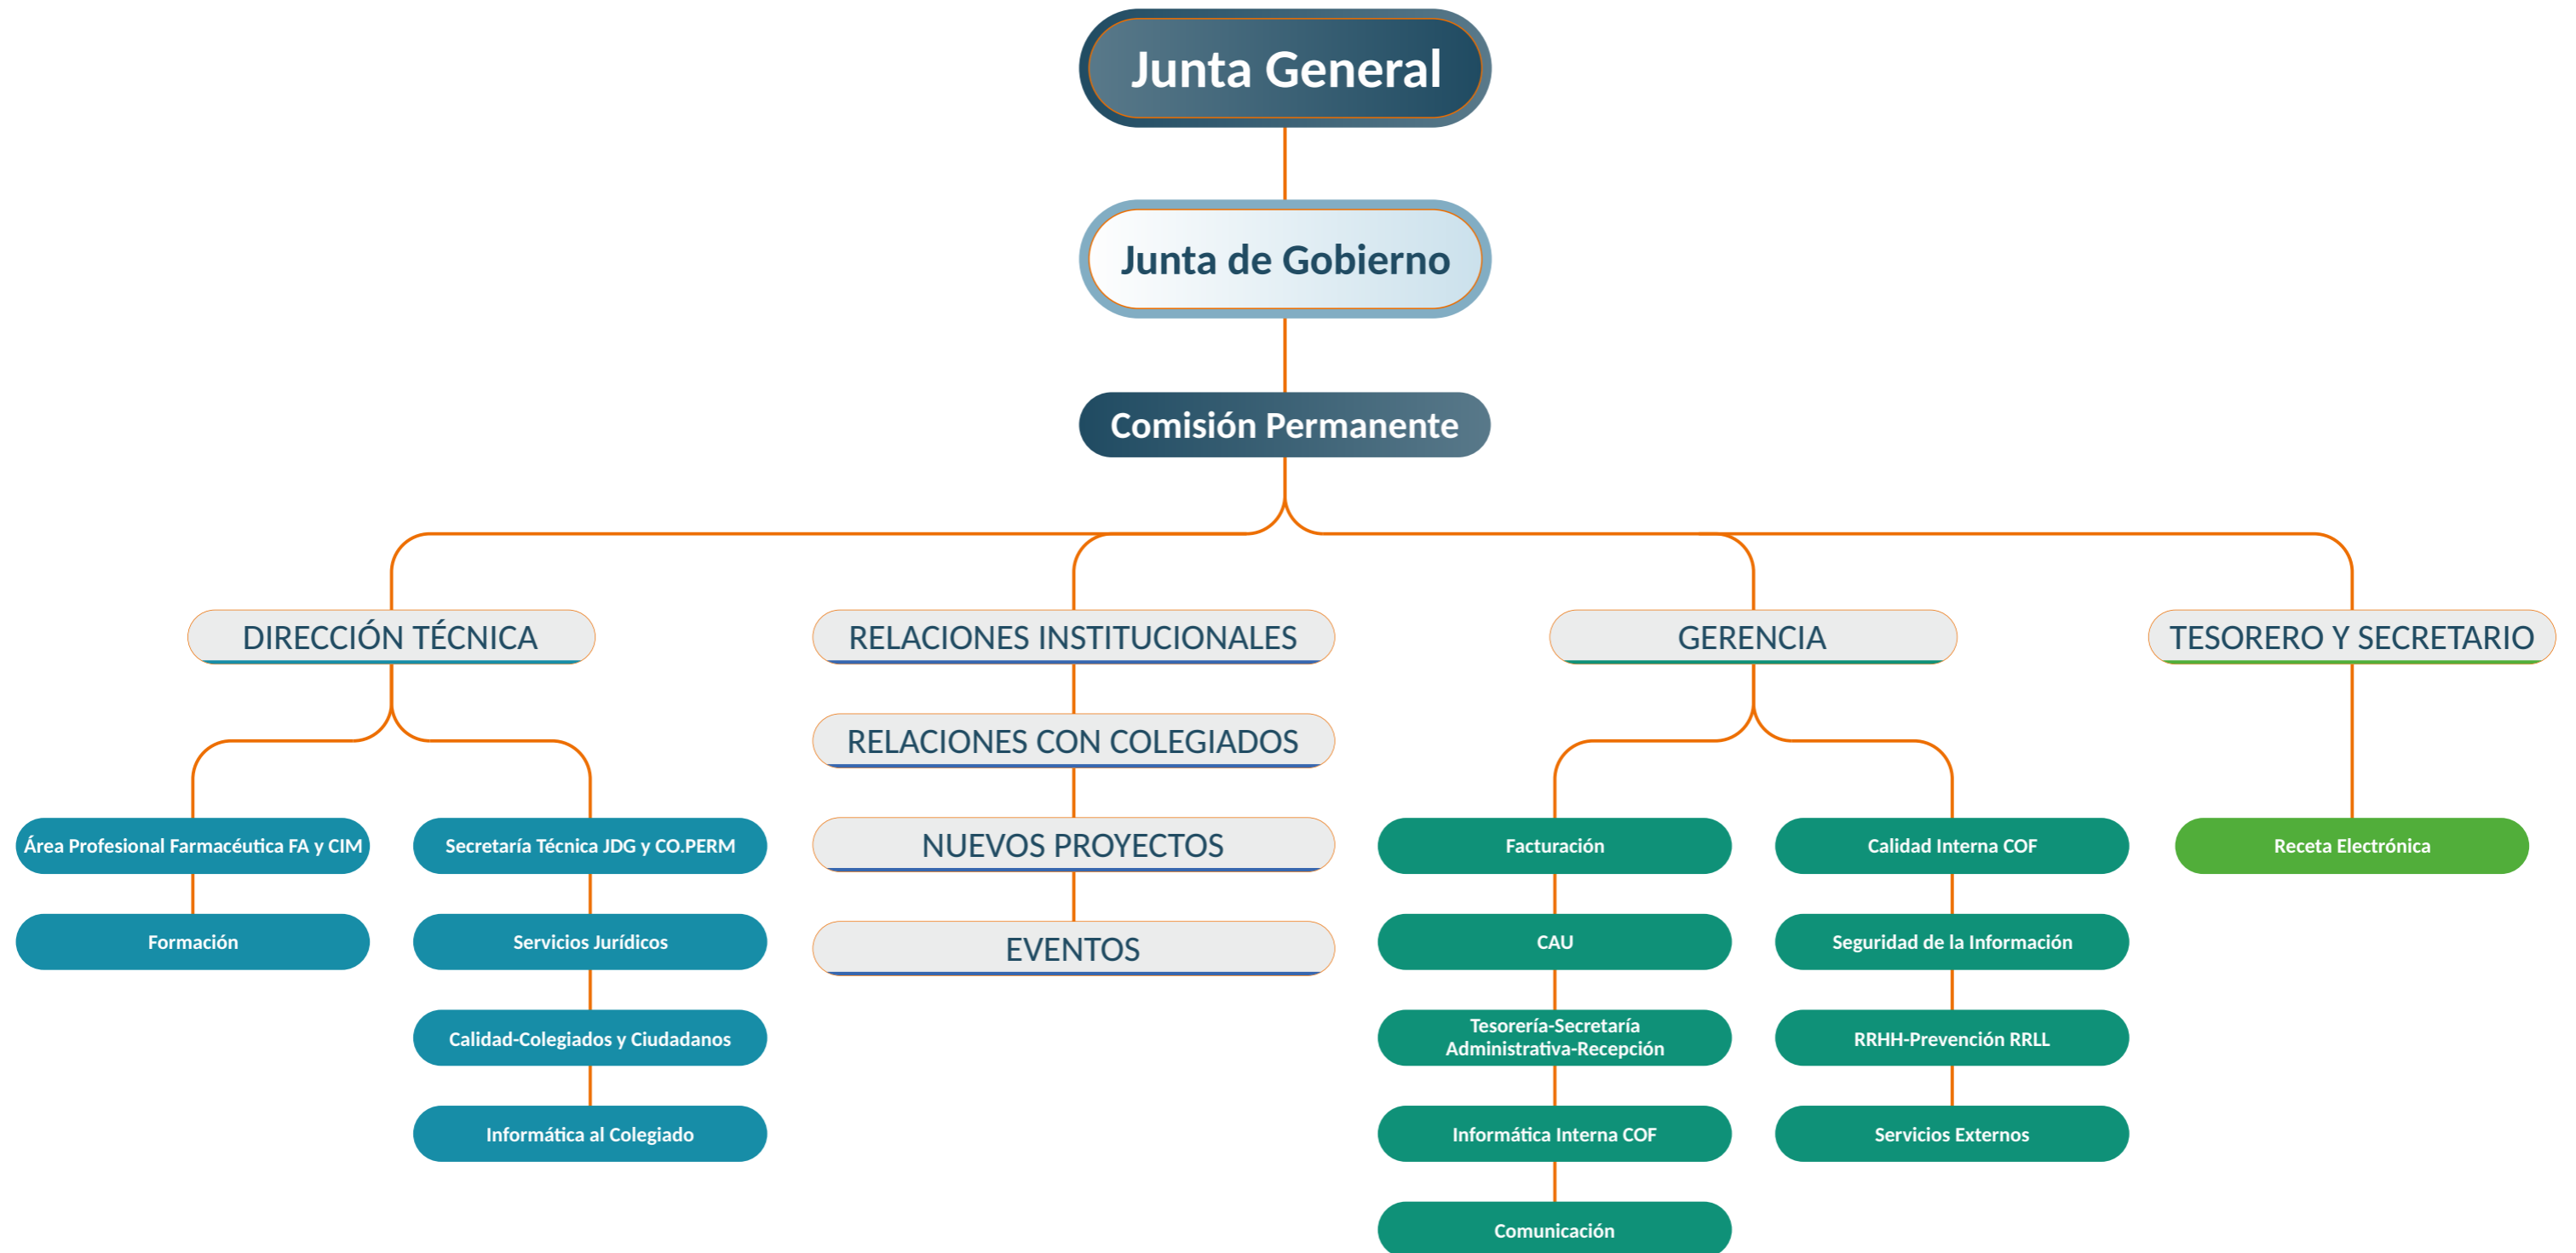 Junta General
Junta de Gobierno
Comisión Permanente
DIRECCIÓN TÉCNICA
RELACIONES INSTITUCIONALES
GERENCIA
TESORERO Y SECRETARIO
RELACIONES CON COLEGIADOS
NUEVOS PROYECTOS
EVENTOS
Área Profesional Farmacéutica FA y CIM
Formación
Secretaría Técnica JDG y CO.PERM
Servicios Jurídicos
Calidad-Colegiados y Ciudadanos
Informática al Colegiado
Facturación
CAU
Tesorería-Secretaría
Administrativa-Recepción
Informática Interna COF
Comunicación
Calidad Interna COF
Seguridad de la Información
RRHH-Prevención RRLL
Servicios Externos
Receta Electrónica